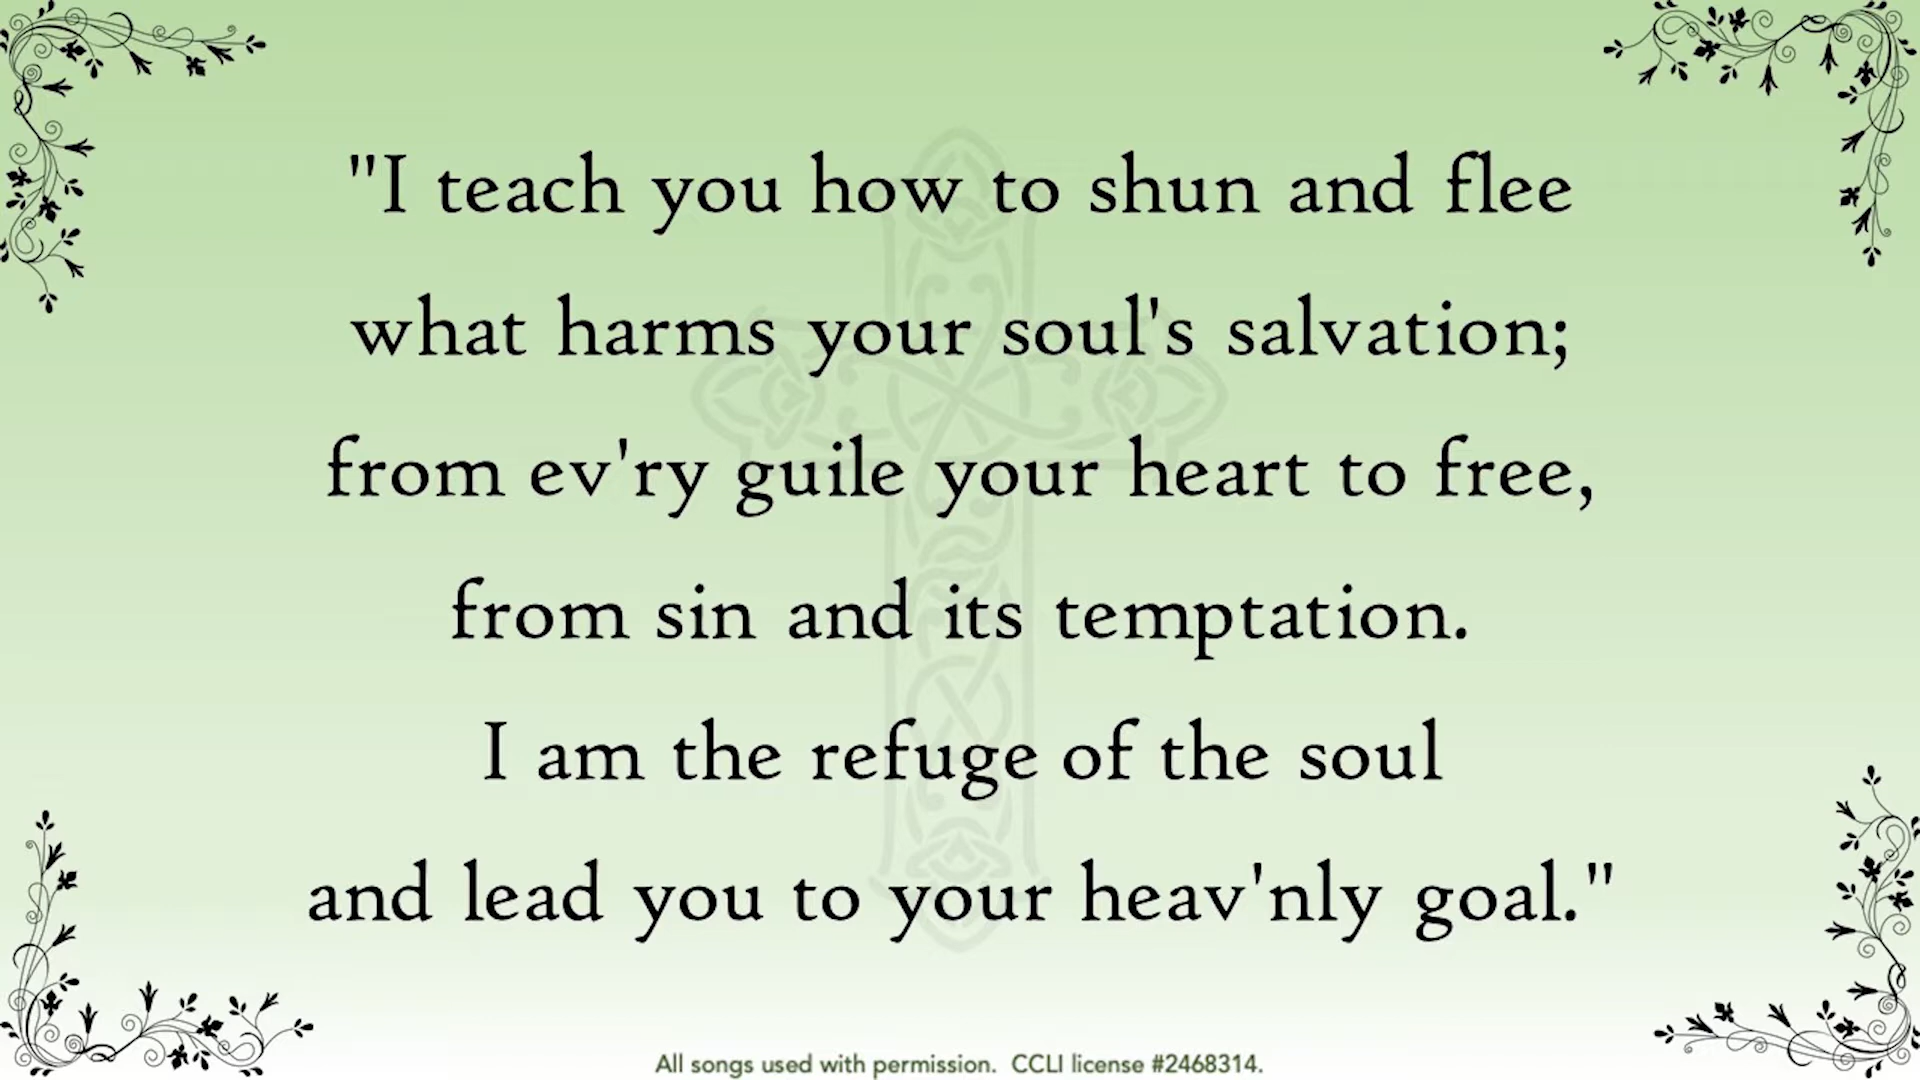 "I teach you how to shun and flee
what harms your soul's salvation;
from ev'ry guile your heart to free,
from sin and its temptation.
I am the refuge of the soul
and lead you to your heav'nly goal."
All songs used with permission.  CCLI license #2468314.